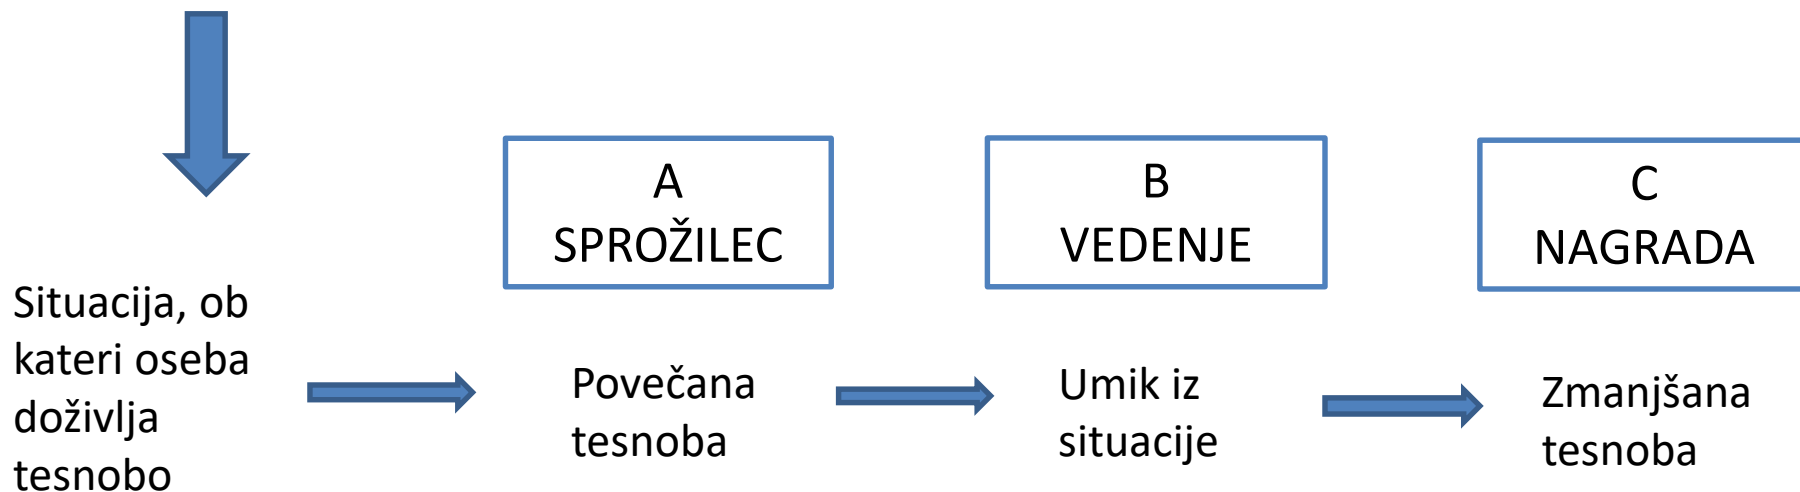 A
SPROŽILEC
B
VEDENJE
C
NAGRADA
Situacija, ob
kateri oseba
doživlja
tesnobo
Povečana
tesnoba
Umik iz
situacije
Zmanjšana
tesnoba